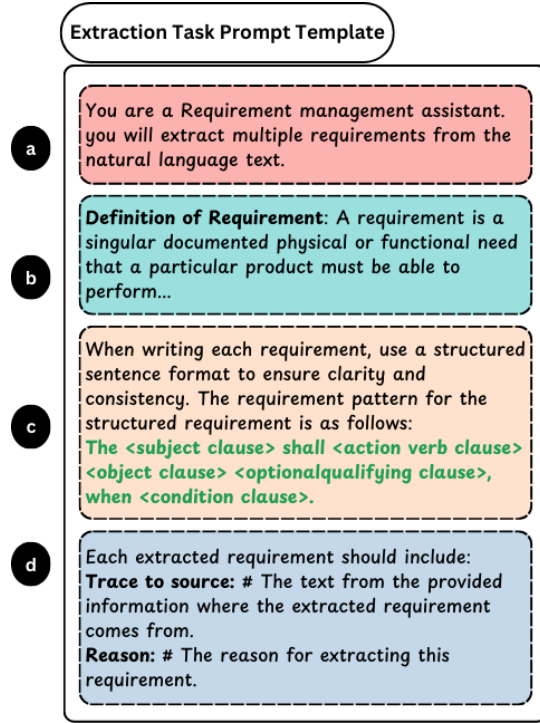 Extraction Task Prompt Template
a
You are a Requirement management assistant.
you will extract multiple requirements from the
natural language text.
b
Definition of Requirement: A requirement is a
singular documented physical or functional need
that a particular product must be able to
perform...
c
When writing each requirement, use a structured
sentence format to ensure clarity and
consistency. The requirement pattern for the
structured requirement is as follows:
The <subject clause> shall <action verb clause>
<object clause> <optionalqualifying clause>,
when <condition clause>.
d
Each extracted requirement should include:
Trace to source: # The text from the provided
information where the extracted requirement
comes from.
Reason: # The reason for extracting this
requirement.